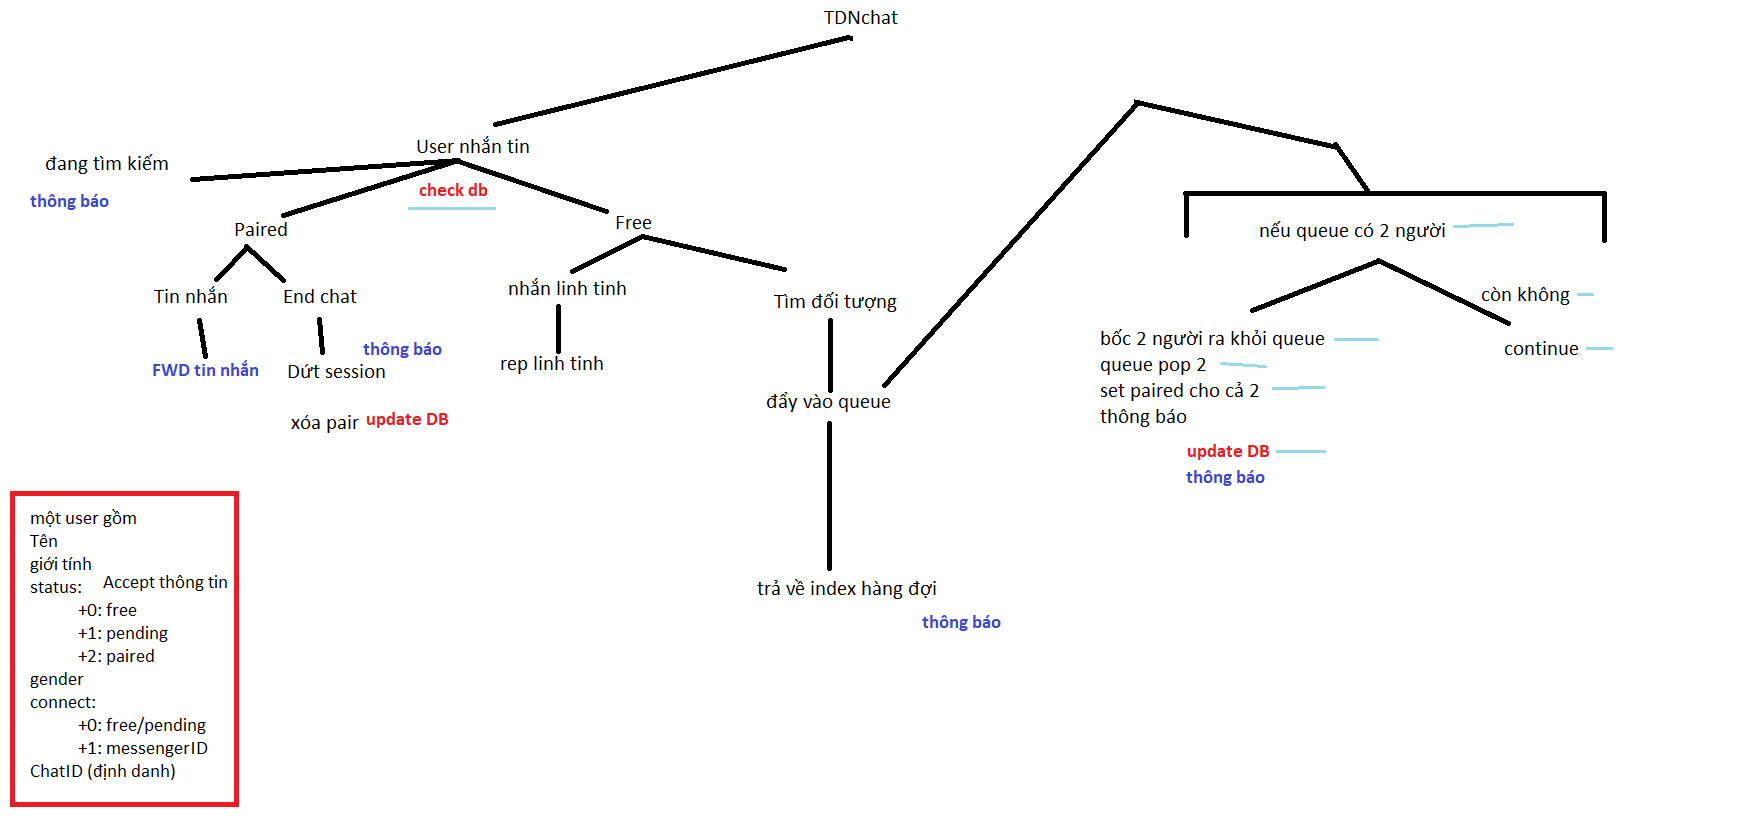 TDNchat
User nhắn tin
check db
đang tìm kiếm
thông báo
Paired
Free
Tin nhắn
End chat
FWD tin nhắn
thông báo
Dứt session
xóa pair update DB
nhắn linh tinh
rep linh tinh
Tìm đối tượng
đẩy vào queue
trả về index hàng đợi
thông báo
nếu queue có 2 người
còn không
continue
bốc 2 người ra khỏi queue
queue pop 2
set paired cho cả 2
thông báo
update DB
thông báo
một user gồm
Tên
giới tính
status: Accept thông tin
+0: free
+1: pending
+2: paired
gender
connect:
+0: free/pending
+1: messengerID
ChatID (định danh)